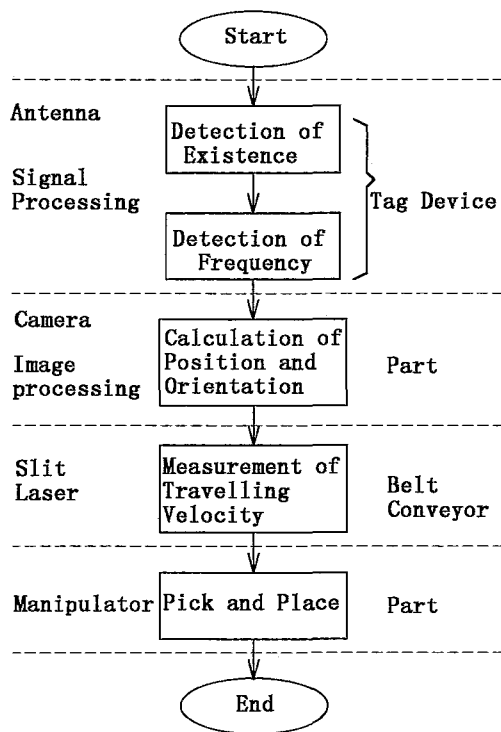 Start
Antenna
Detection of
Existence
Signal
Processing
Tag Device
Detection of
Frequency
Camera
Image
processing
Calculation of
Position and
Orientation
Part
Slit
Laser
Measurement of
Travelling
Velocity
Belt
Conveyor
Manipulator
Pick and Place
Part
End